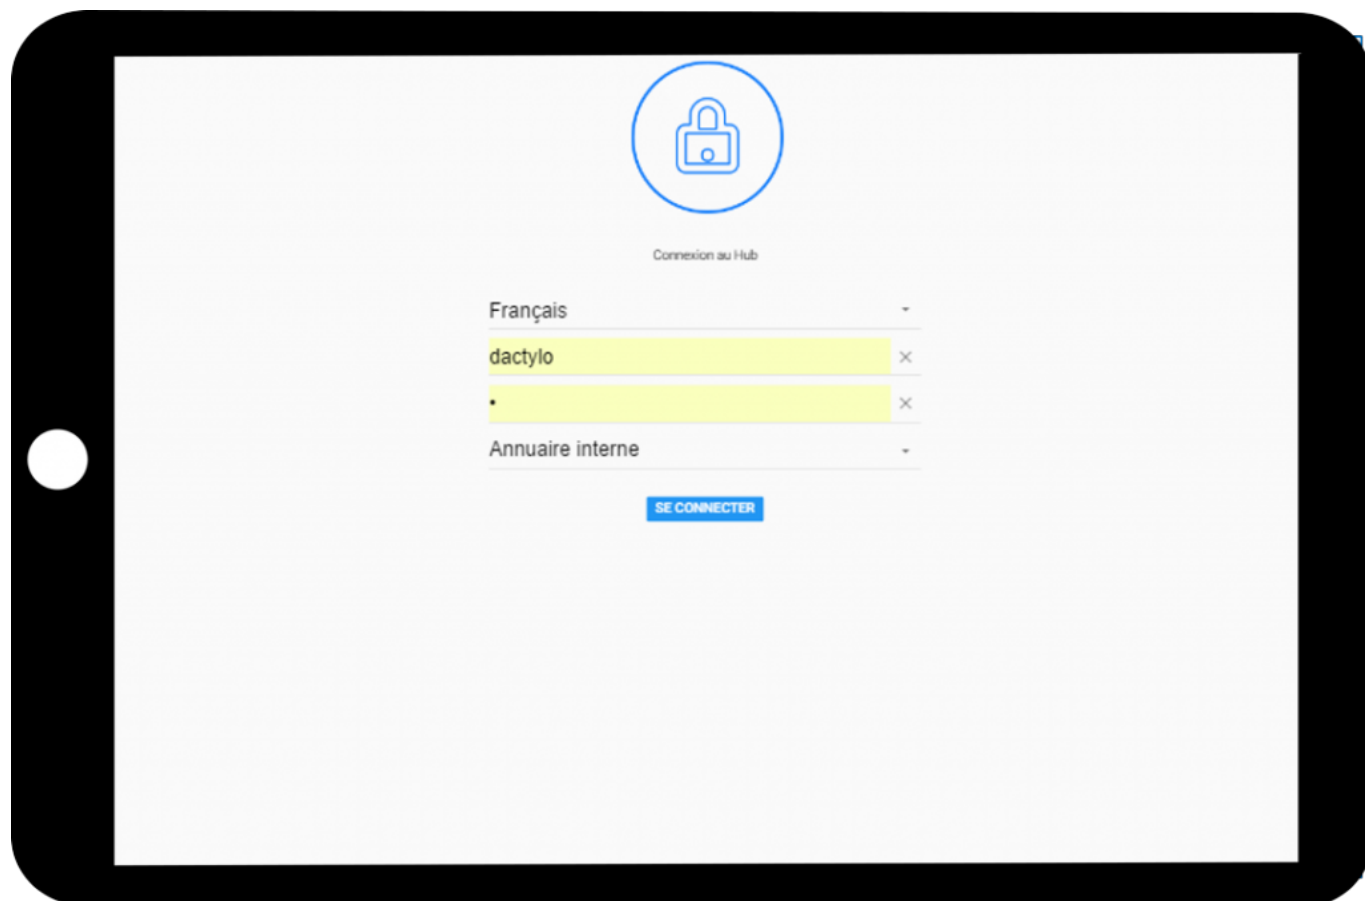 Connexion au Hub
Français
dactylo
•
Annuaire interne
SE CONNECTER